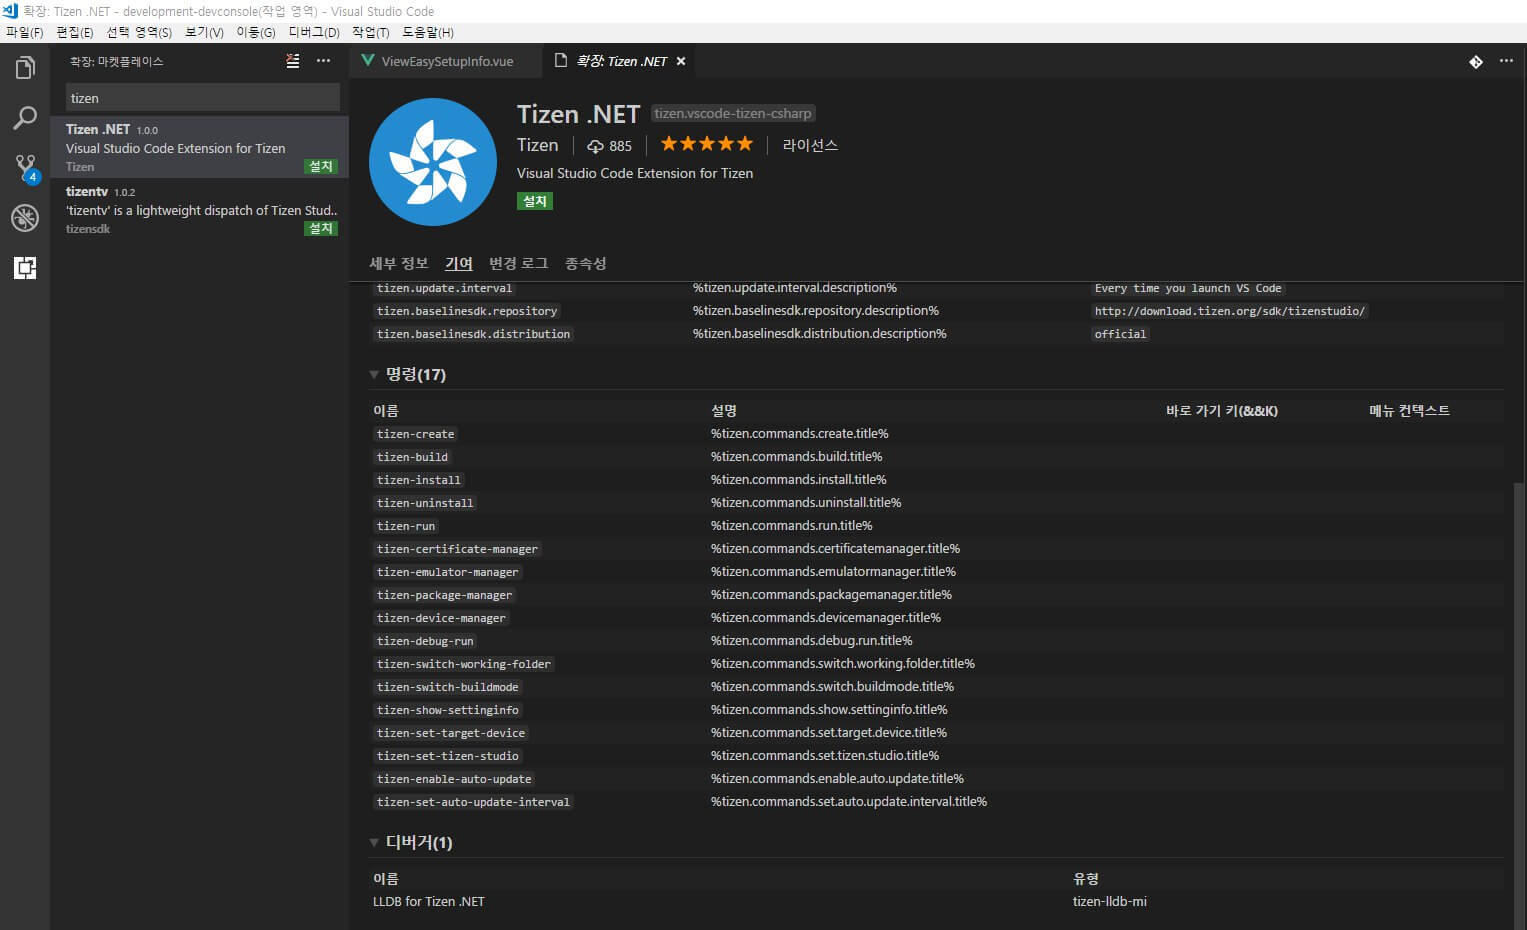 확장: Tizen .NET - development-devconsole(작업 영역) - Visual Studio Code
파일(F) 편집(E) 선택 영역(S) 보기(V) 이동(G) 디버그(D) 작업(T) 도움말(H)
확장: 마켓플레이스
ViewEasySetupInfo.vue
확장: Tizen .NET
tizen
4
Tizen .NET 1.0.0
Visual Studio Code Extension for Tizen
Tizen 설치
tizentv 1.0.2
'tizentv' is a lightweight dispatch of Tizen Stud..
tizensdk 설치
Tizen .NET tizen.vscode-tizen-csharp
Tizen 885 라이선스
Visual Studio Code Extension for Tizen
설치
세부 정보 기여 변경 로그 종속성
tizen.update.interval %tizen.update.interval.description% Every time you launch VS Code
tizen.baselinesdk.repository %tizen.baselinesdk.repository.description% http://download.tizen.org/sdk/tizenstudio/
tizen.baselinesdk.distribution %tizen.baselinesdk.distribution.description% official
명령(17)
이름 설명 바로 가기 키(&&K) 메뉴 컨텍스트
tizen-create %tizen.commands.create.title%
tizen-build %tizen.commands.build.title%
tizen-install %tizen.commands.install.title%
tizen-uninstall %tizen.commands.uninstall.title%
tizen-run %tizen.commands.run.title%
tizen-certificate-manager %tizen.commands.certificatemanager.title%
tizen-emulator-manager %tizen.commands.emulatormanager.title%
tizen-package-manager %tizen.commands.packagemanager.title%
tizen-device-manager %tizen.commands.devicemanager.title%
tizen-debug-run %tizen.commands.debug.run.title%
tizen-switch-working-folder %tizen.commands.switch.working.folder.title%
tizen-switch-buildmode %tizen.commands.switch.buildmode.title%
tizen-show-settinginfo %tizen.commands.show.settinginfo.title%
tizen-set-target-device %tizen.commands.set.target.device.title%
tizen-set-tizen-studio %tizen.commands.set.tizen.studio.title%
tizen-enable-auto-update %tizen.commands.enable.auto.update.title%
tizen-set-auto-update-interval %tizen.commands.set.auto.update.interval.title%
디버거(1)
이름 유형
LLDB for Tizen .NET tizen-lldb-mi